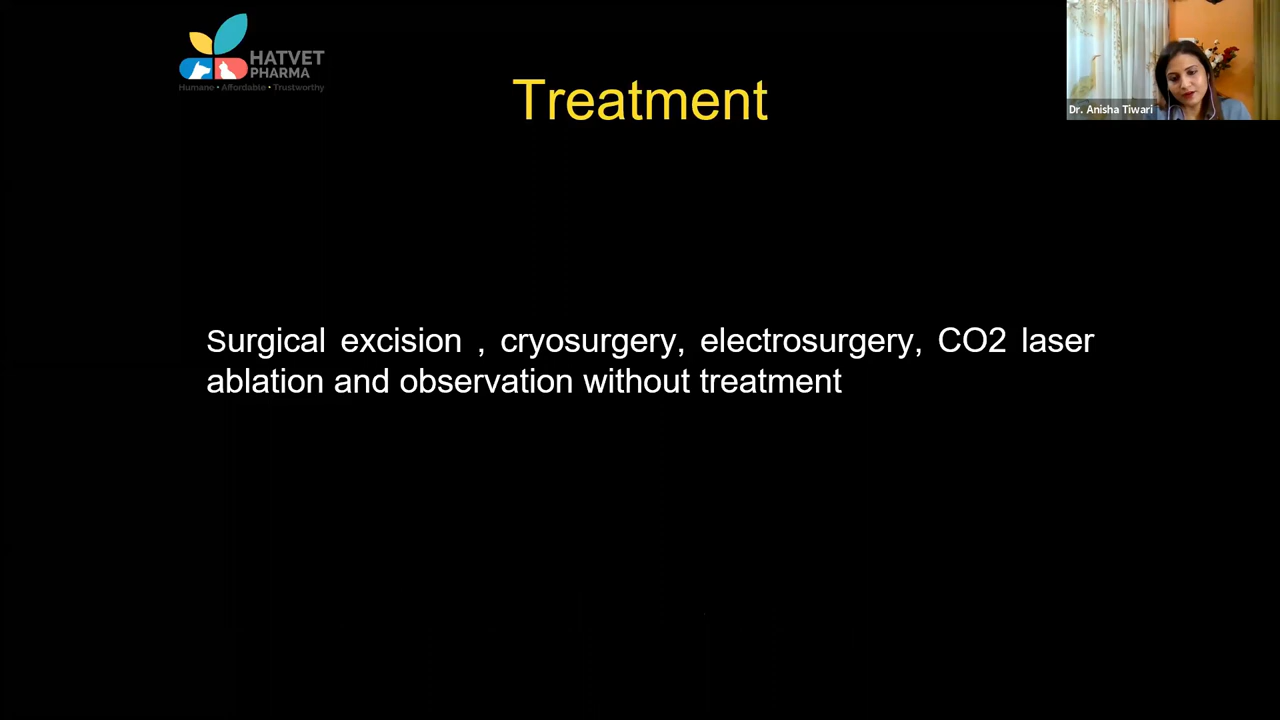 HATVET
PHARMA
Humane • Affordable • Trustworthy
Treatment
Dr. Anisha Tiwari
Surgical excision , cryosurgery, electrosurgery, CO2 laser
ablation and observation without treatment